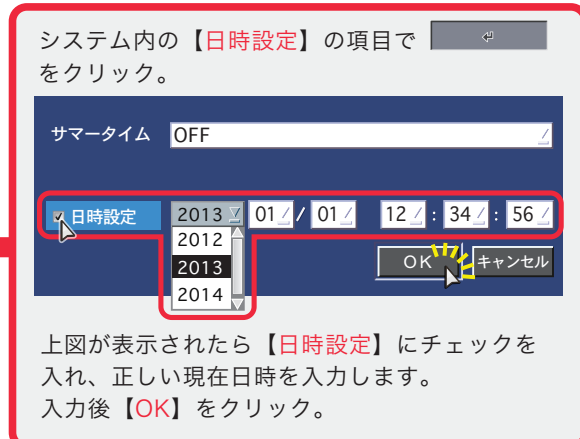 システム内の【日時設定】の項目で ↵
をクリック。
サマータイム OFF
日時設定 2013 01 / 01 12 : 34 : 56
2012
2013
2014
OK キャンセル
上図が表示されたら【日時設定】にチェックを
入れ、正しい現在日時を入力します。
入力後【OK】をクリック。